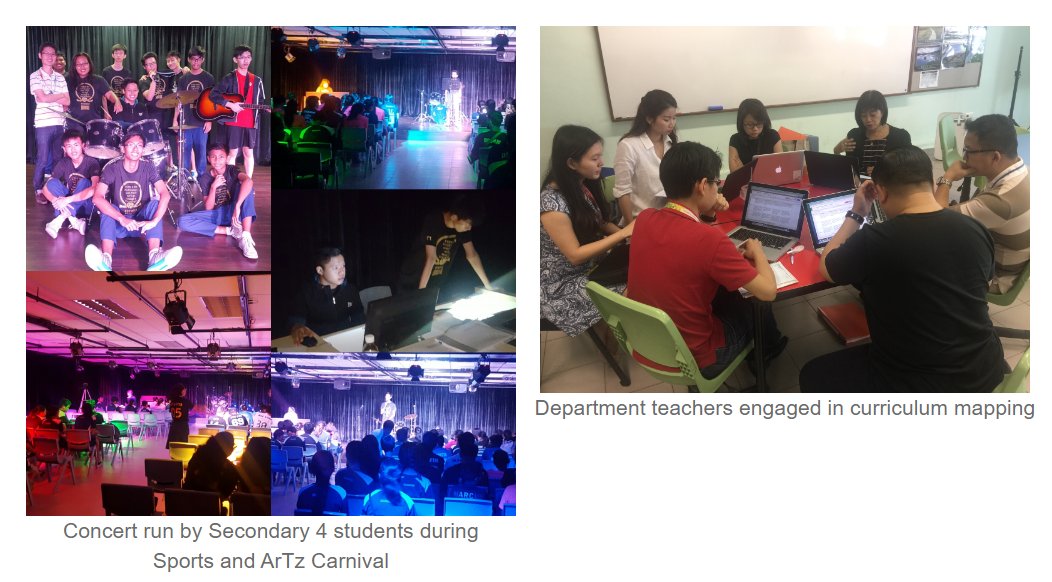 Concert run by Secondary 4 students during
Sports and ArTz Carnival
Department teachers engaged in curriculum mapping